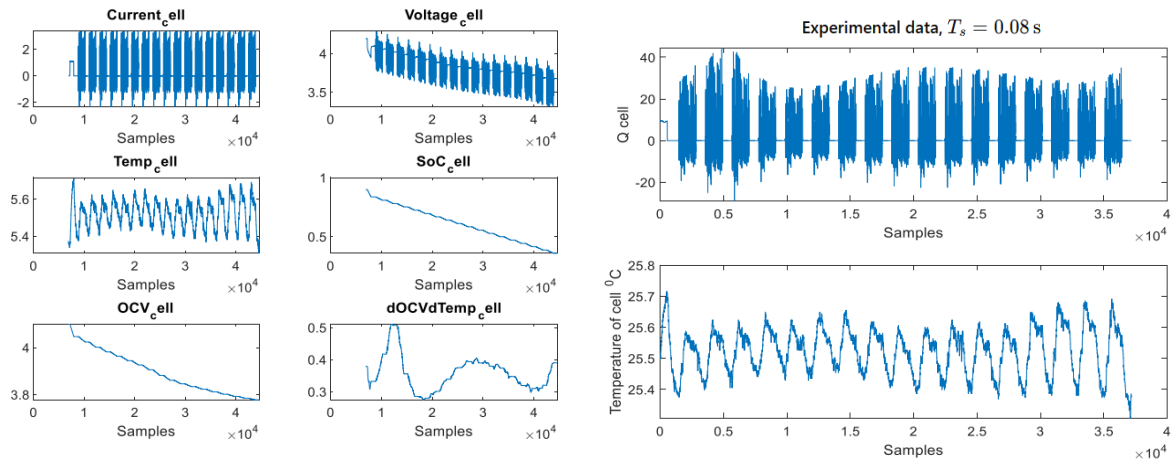 Current_cell
2
0
-2
0 1 2 3 4
Samples ×10^4
Voltage_cell
4
3.5
0 1 2 3 4
Samples ×10^4
Temp_cell
5.6
5.4
0 1 2 3 4
Samples ×10^4
SoC_cell
1
0.5
0 1 2 3 4
Samples ×10^4
OCV_cell
4
3.8
0 1 2 3 4
Samples ×10^4
dOCVdTemp_cell
0.5
0.4
0.3
0 1 2 3 4
Samples ×10^4
Experimental data, T_s = 0.08 s
Q cell
40
20
0
-20
0 0.5 1 1.5 2 2.5 3 3.5 4
Samples ×10^4
Temperature of cell ^0C
25.8
25.7
25.6
25.5
25.4
0 0.5 1 1.5 2 2.5 3 3.5 4
Samples ×10^4